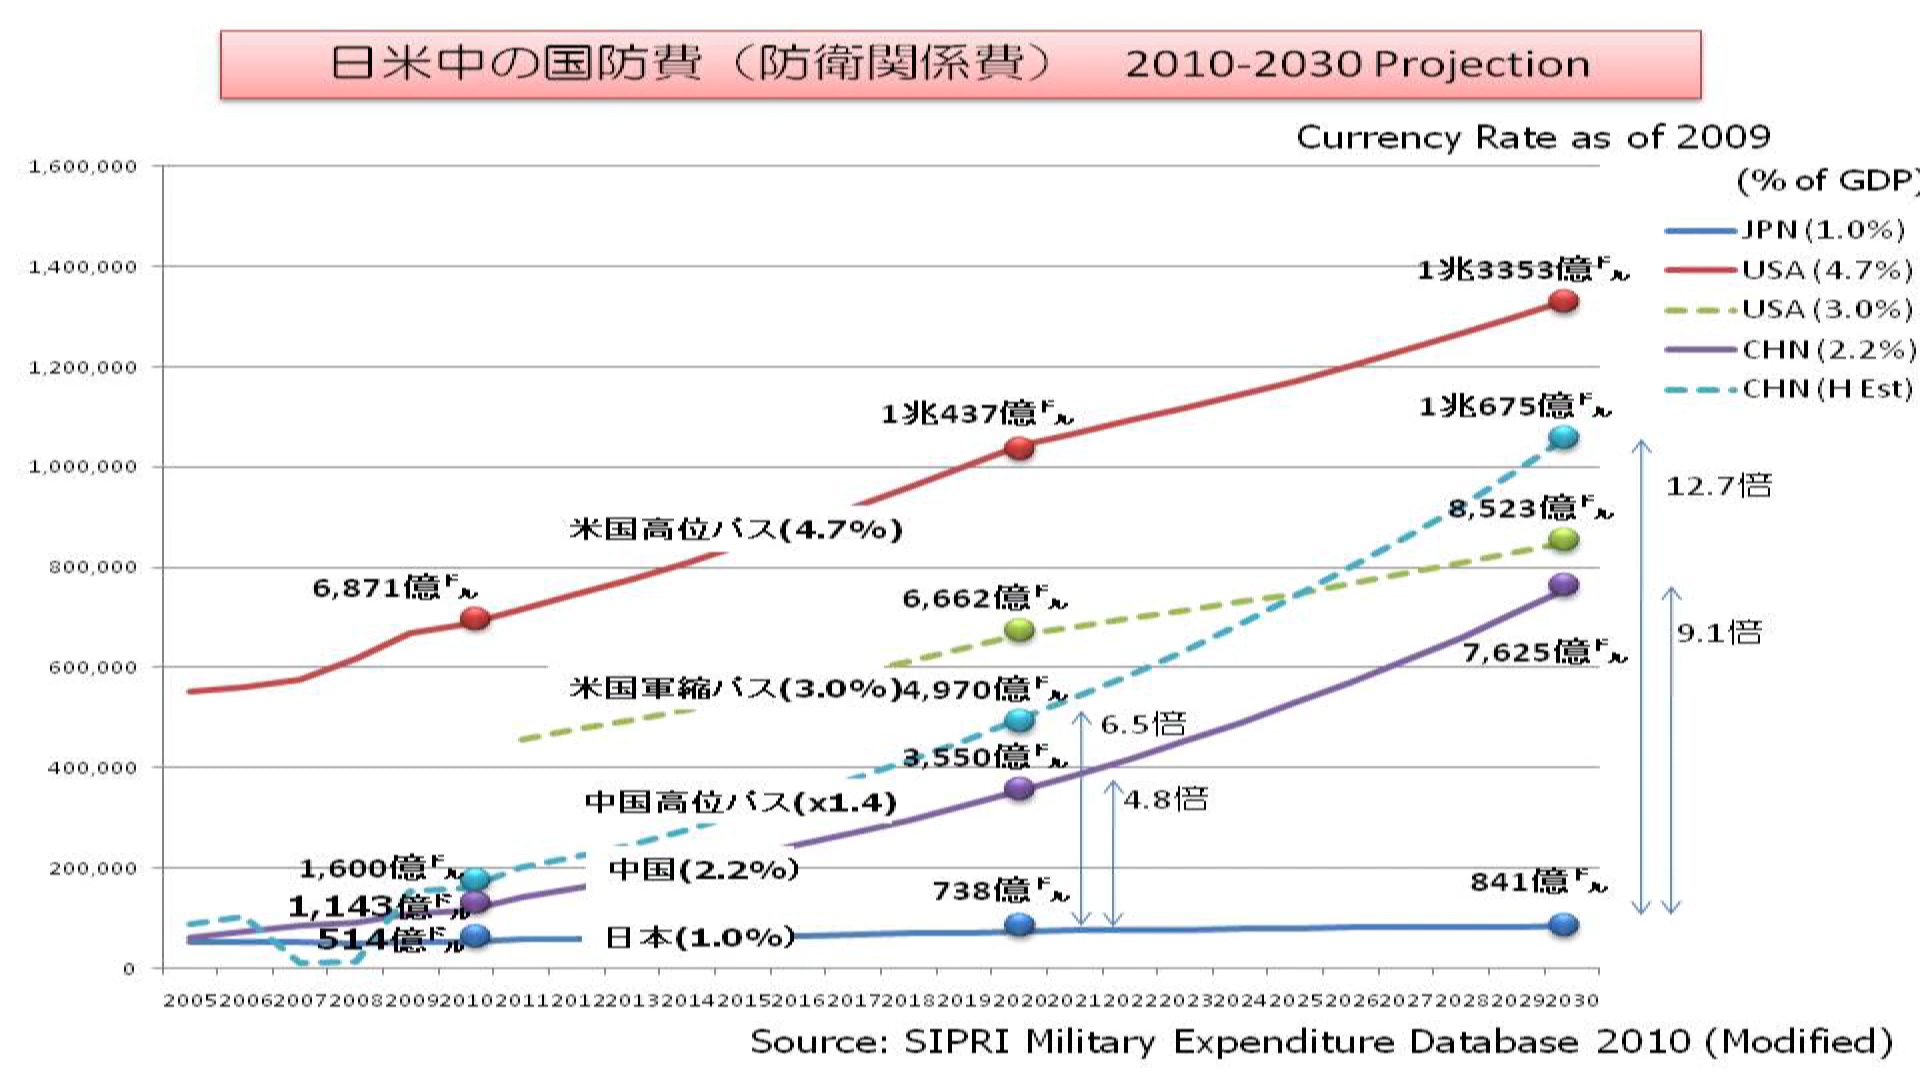 日米中の国防費（防衛関係費）　2010-2030 Projection
Currency Rate as of 2009
(% of GDP)
JPN (1.0%)
USA (4.7%)
USA (3.0%)
CHN (2.2%)
CHN (H Est)
1,600,000
1,400,000
1,200,000
1,000,000
800,000
600,000
400,000
200,000
0
1兆3353億㌦
1兆437億㌦
1兆675億㌦
12.7倍
8,523億㌦
米国高位パス(4.7%)
6,871億㌦
6,662億㌦
9.1倍
7,625億㌦
米国軍縮パス(3.0%)
4,970億㌦
6.5倍
3,550億㌦
中国高位パス(x1.4)
4.8倍
1,600億㌦
中国(2.2%)
738億㌦
841億㌦
1,143億㌦
514億㌦
日本(1.0%)
2005 2006 2007 2008 2009 2010 2011 2012 2013 2014 2015 2016 2017 2018 2019 2020 2021 2022 2023 2024 2025 2026 2027 2028 2029 2030
Source: SIPRI Military Expenditure Database 2010 (Modified)